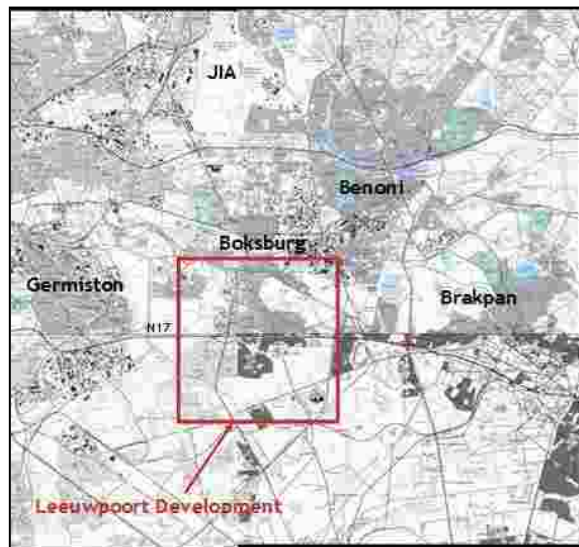 JIA
Benoni
Boksburg
Germiston
Brakpan
N17
Leeuwpoort Development